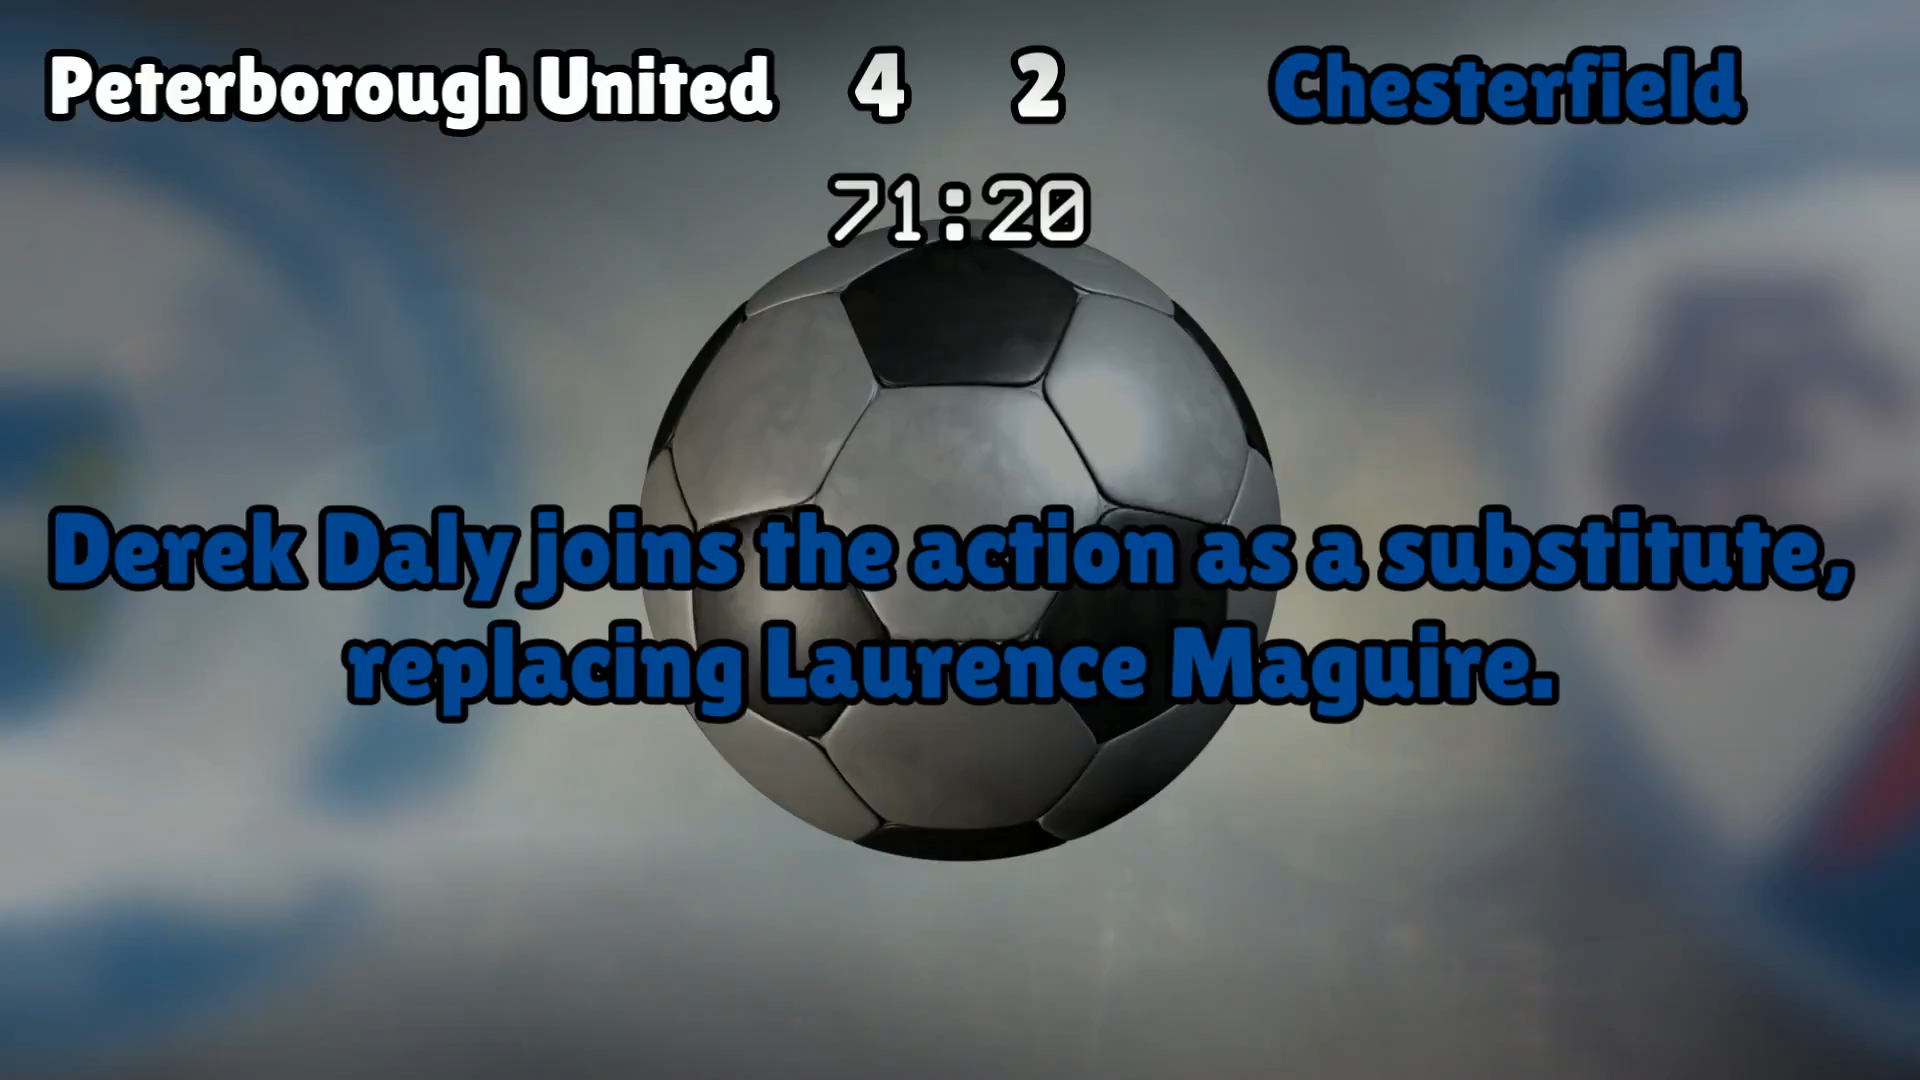 Peterborough United 4 2 Chesterfield
71:20
Derek Daly joins the action as a substitute,
replacing Laurence Maguire.